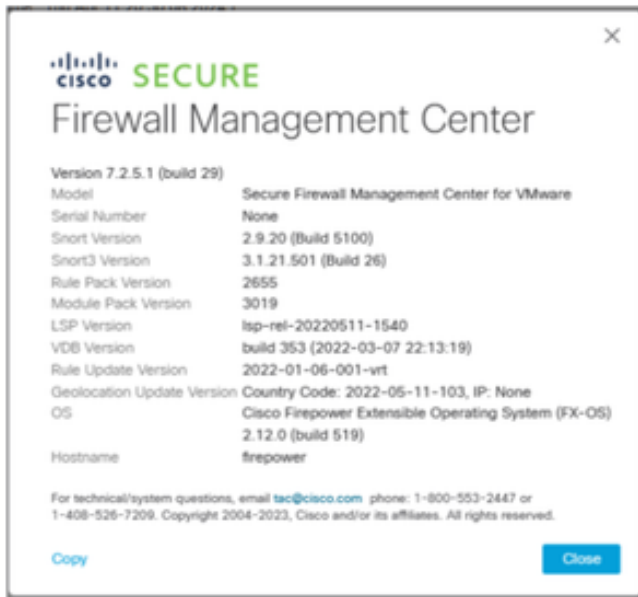 cisco SECURE
Firewall Management Center
Version 7.2.5.1 (build 29)
Model Secure Firewall Management Center for VMware
Serial Number None
Snort Version 2.9.20 (Build 5100)
Snort3 Version 3.1.21.501 (Build 26)
Rule Pack Version 2655
Module Pack Version 3019
LSP Version lsp-rel-20220511-1540
VDB Version build 353 (2022-03-07 22:13:19)
Rule Update Version 2022-01-06-001-vrt
Geolocation Update Version Country Code: 2022-05-11-103, IP: None
OS Cisco Firepower Extensible Operating System (FX-OS)
2.12.0 (build 519)
Hostname firepower
For technical/system questions, email tac@cisco.com phone: 1-800-553-2447 or
1-408-526-7209. Copyright 2004-2023, Cisco and/or its affiliates. All rights reserved.
Copy Close